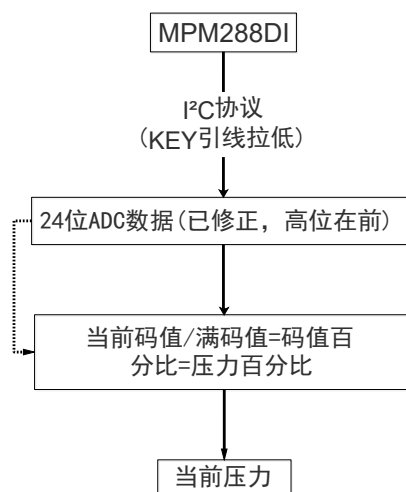 MPM288DI
I²C协议
(KEY引线拉低)
24位ADC数据(已修正，高位在前)
当前码值/满码值=码值百
分比=压力百分比
当前压力